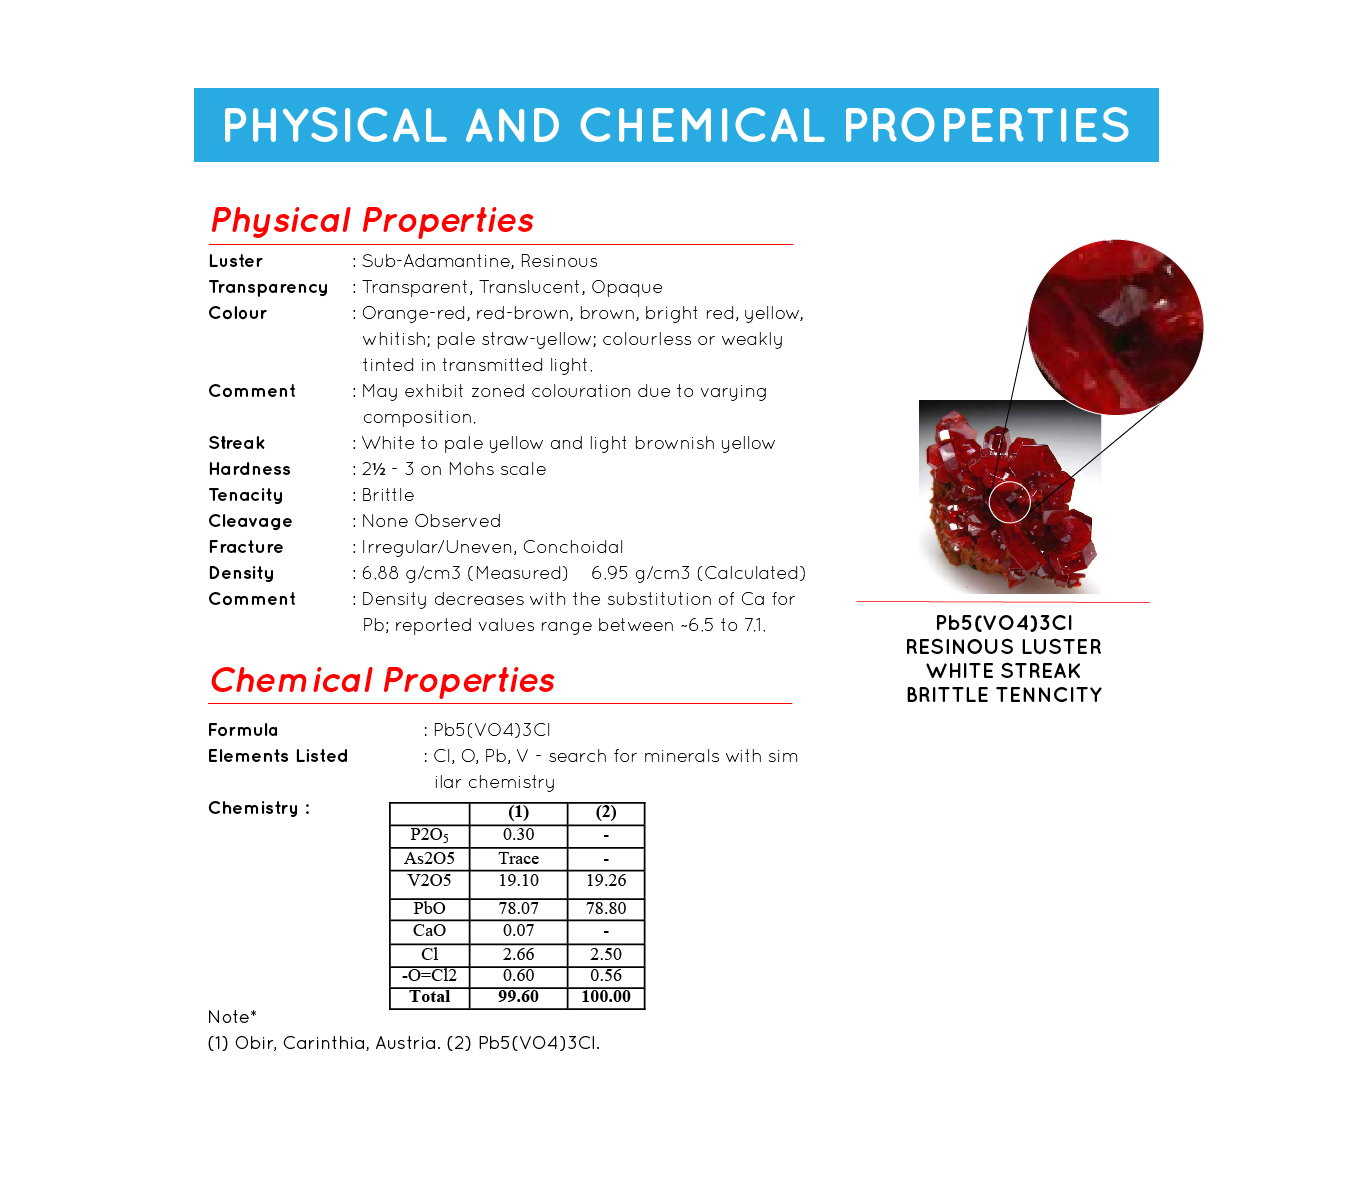 PHYSICAL AND CHEMICAL PROPERTIES
Physical Properties
Luster : Sub-Adamantine, Resinous
Transparency : Transparent, Translucent, Opaque
Colour : Orange-red, red-brown, brown, bright red, yellow,
whitish; pale straw-yellow; colourless or weakly
tinted in transmitted light.
Comment : May exhibit zoned colouration due to varying
composition.
Streak : White to pale yellow and light brownish yellow
Hardness : 2½ - 3 on Mohs scale
Tenacity : Brittle
Cleavage : None Observed
Fracture : Irregular/Uneven, Conchoidal
Density : 6.88 g/cm3 (Measured) 6.95 g/cm3 (Calculated)
Comment : Density decreases with the substitution of Ca for
Pb; reported values range between ~6.5 to 7.1.
Pb5(VO4)3Cl
RESINOUS LUSTER
WHITE STREAK
BRITTLE TENNCITY
Chemical Properties
Formula : Pb5(VO4)3Cl
Elements Listed : Cl, O, Pb, V - search for minerals with sim
ilar chemistry
Chemistry :
(1) (2)
P2O5 0.30 -
As2O5 Trace -
V2O5 19.10 19.26
PbO 78.07 78.80
CaO 0.07 -
Cl 2.66 2.50
-O=Cl2 0.60 0.56
Total 99.60 100.00
Note*
(1) Obir, Carinthia, Austria. (2) Pb5(VO4)3Cl.